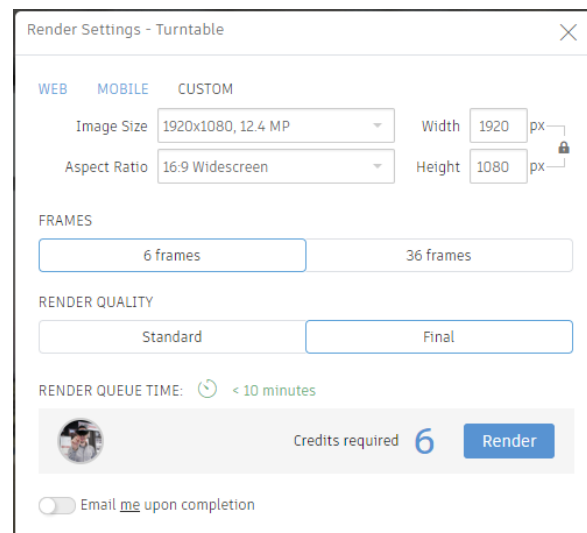 Render Settings - Turntable
WEB MOBILE CUSTOM
Image Size 1920x1080, 12.4 MP Width 1920 px
Aspect Ratio 16:9 Widescreen Height 1080 px
FRAMES
6 frames 36 frames
RENDER QUALITY
Standard Final
RENDER QUEUE TIME: < 10 minutes
Credits required 6 Render
Email me upon completion